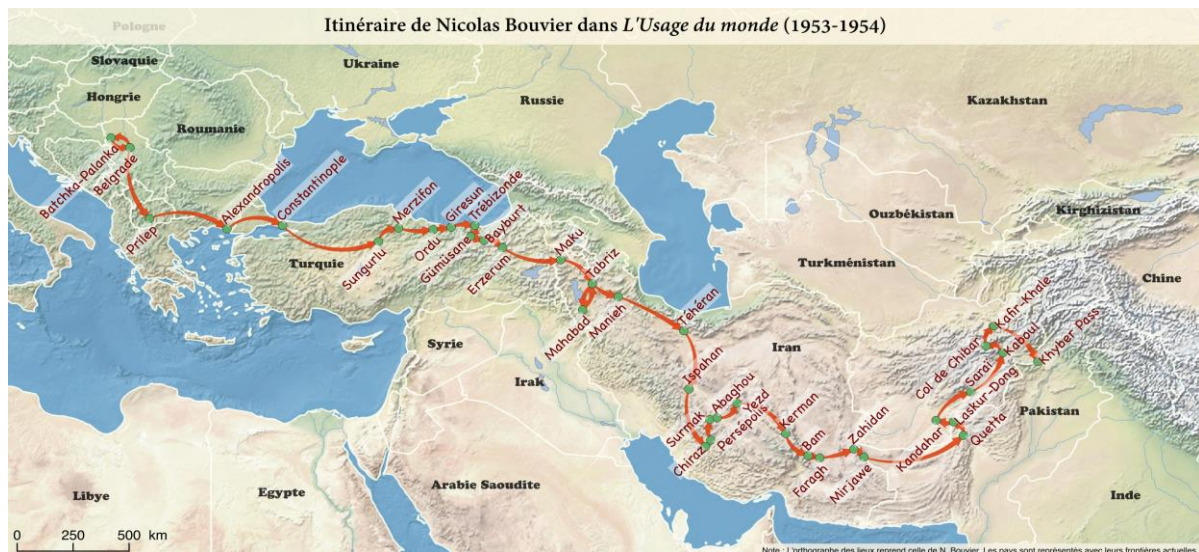 Itinéraire de Nicolas Bouvier dans L'Usage du monde (1953-1954)
Pologne
Slovaquie
Ukraine
Hongrie
Russie
Kazakhstan
Roumanie
Batchka-Palanka
Belgrade
Prilep
Alexandropolis
Constantinople
Turquie
Sungurlu
Merzifon
Ordu
Giresun
Trébizonde
Gümüsane
Bayburt
Erzerum
Maku
Tabriz
Mahabad
Manieh
Téhéran
Ouzbékistan
Kirghizistan
Turkménistan
Chine
Syrie
Irak
Iran
Ispahan
Surmak
Abaghou
Yezd
Persépolis
Chiraz
Kerman
Bam
Faragh
Zahidan
Mirjawe
Kandahar
Quetta
Laskur-Dong
Sarai
Kaboul
Col de Chibar
Kafir-Khale
Khyber Pass
Pakistan
Libye
Egypte
Arabie Saoudite
Inde
0 250 500 km
Note : L'orthographe des lieux reprend celle de N. Bouvier. Les pays sont représentés avec leurs frontières actuelles